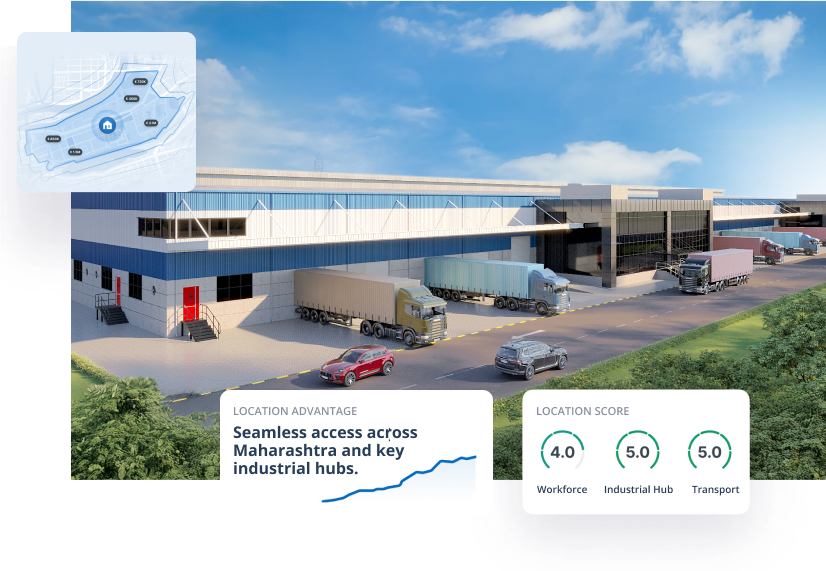 LOCATION ADVANTAGE
Seamless access across
Maharashtra and key
industrial hubs.
LOCATION SCORE
4.0
5.0
5.0
Workforce
Industrial Hub
Transport